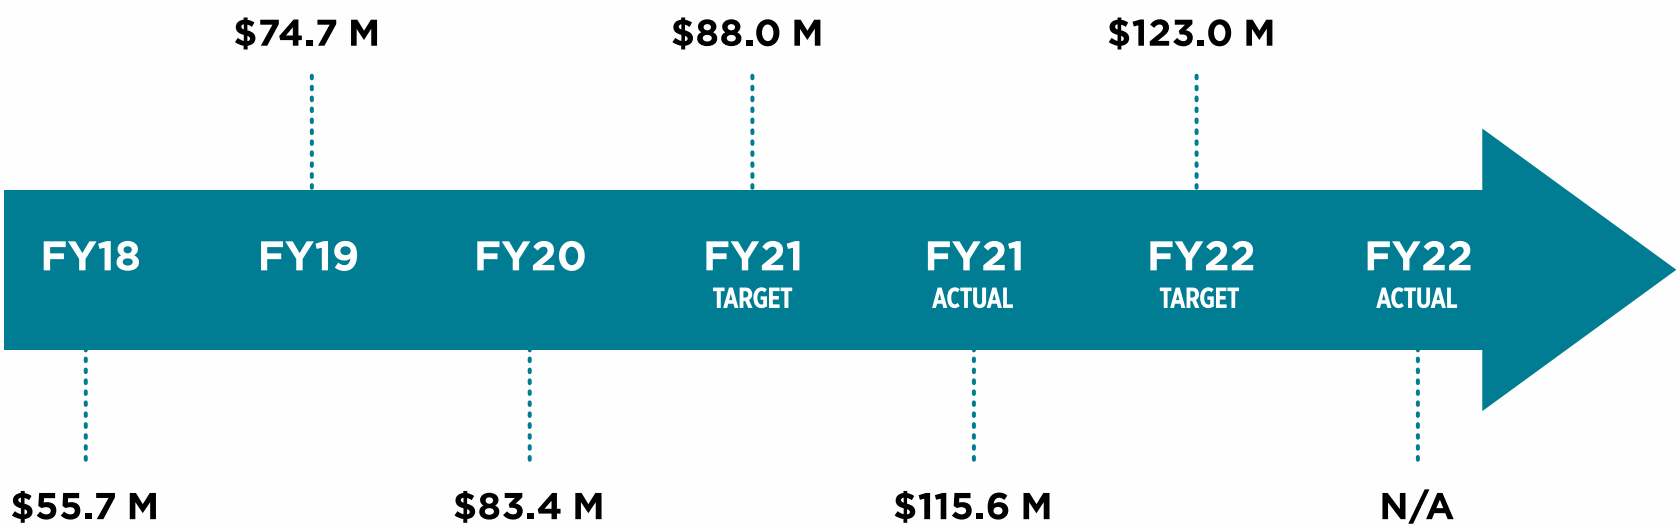 $74.7 M
$88.0 M
$123.0 M
FY18
FY19
FY20
FY21
TARGET
FY21
ACTUAL
FY22
TARGET
FY22
ACTUAL
$55.7 M
$83.4 M
$115.6 M
N/A